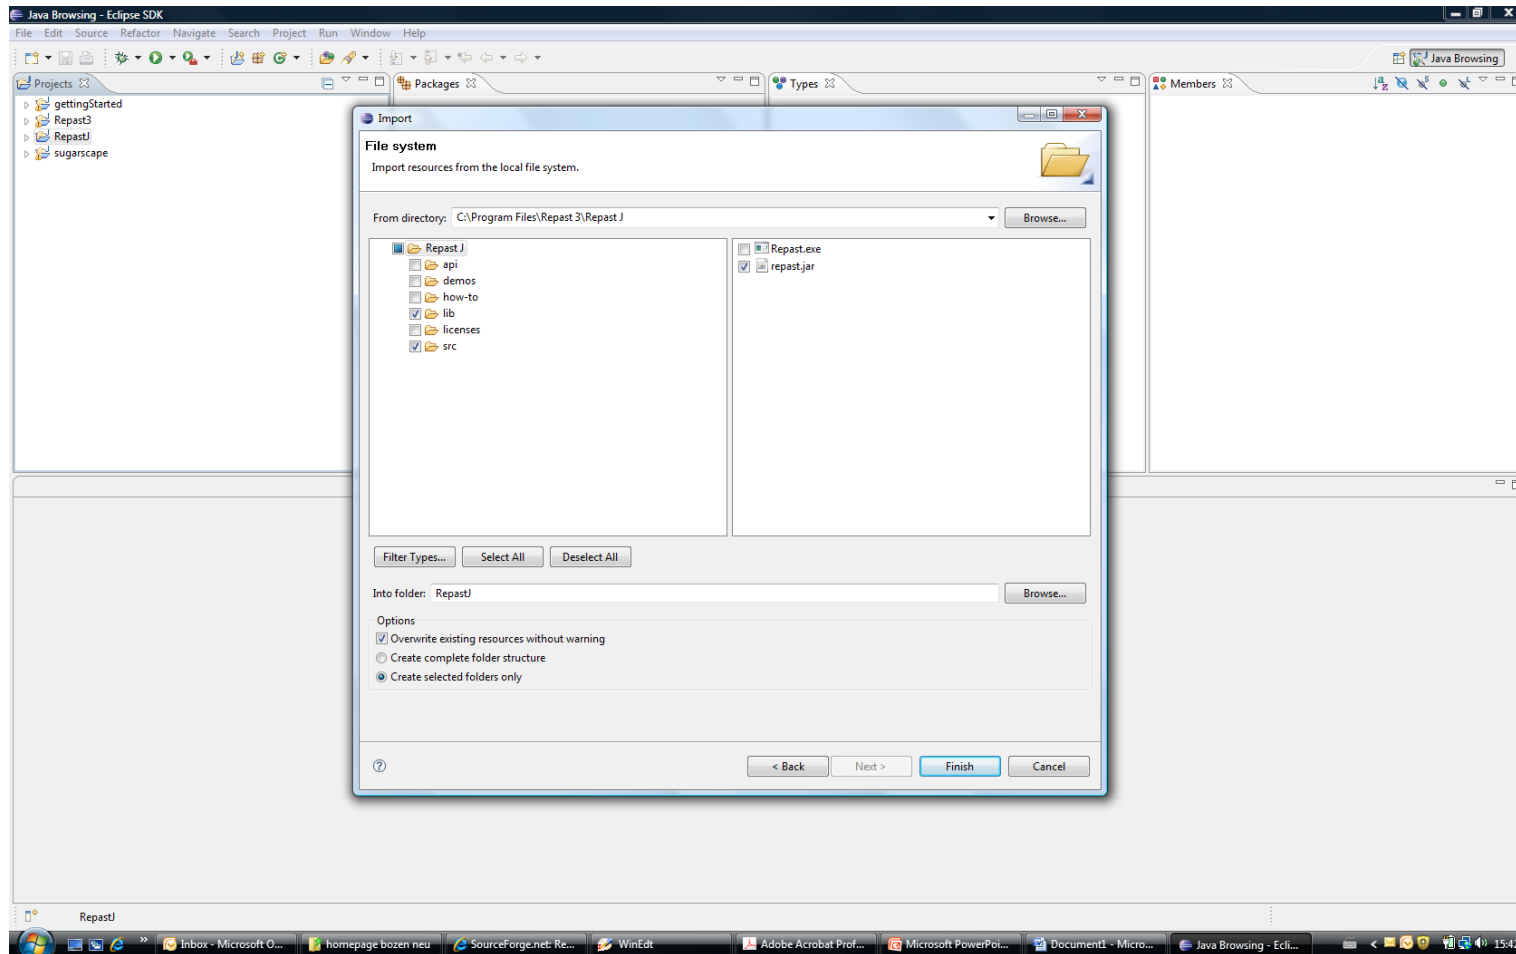 Java Browsing - Eclipse SDK
File Edit Source Refactor Navigate Search Project Run Window Help
Java Browsing
Projects
Packages
Types
Members
gettingStarted
Repast3
RepastJ
sugarscape
Import
File system
Import resources from the local file system.
From directory: C:\Program Files\Repast 3\Repast J Browse...
Repast J
api
demos
how-to
lib
licenses
src
Repast.exe
repast.jar
Filter Types... Select All Deselect All
Into folder: RepastJ Browse...
Options
Overwrite existing resources without warning
Create complete folder structure
Create selected folders only
< Back Next > Finish Cancel
RepastJ
Inbox - Microsoft O... homepage bozen neu SourceForge.net: Re... WinEdt Adobe Acrobat Prof... Microsoft PowerPoi... Document1 - Micro... Java Browsing - Ecli... 15:42